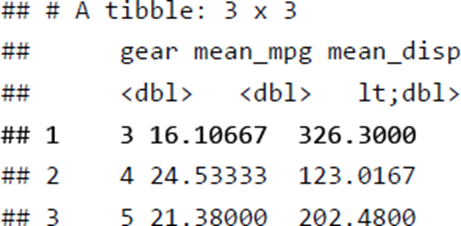 ## # A tibble: 3 x 3
##     gear mean_mpg mean_disp
##    <dbl>    <dbl>   lt;dbl>
## 1     3 16.10667  326.3000
## 2     4 24.53333  123.0167
## 3     5 21.38000  202.4800